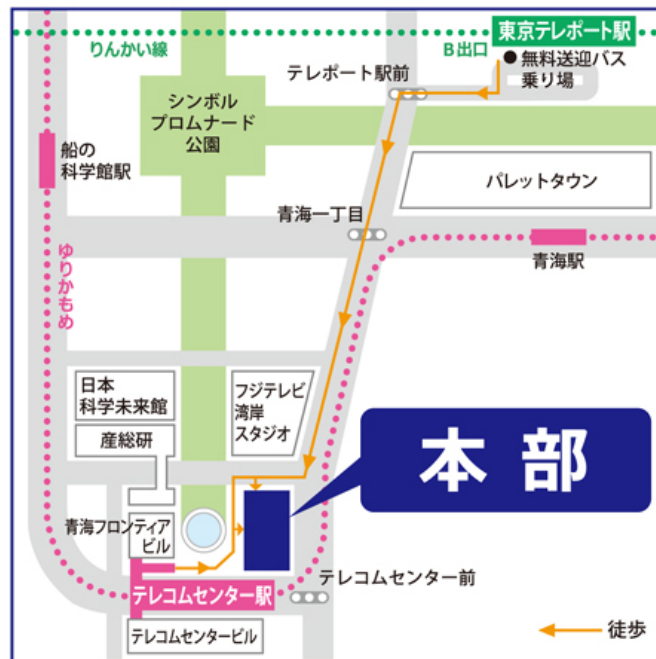 東京テレポート駅
りんかい線
B出口
無料送迎バス
乗り場
テレポート駅前
シンボル
プロムナード
公園
船の
科学館駅
パレットタウン
青海一丁目
青海駅
ゆりかもめ
日本
科学未来館
フジテレビ
湾岸
スタジオ
産総研
本部
青海フロンティア
ビル
テレコムセンター前
テレコムセンター駅
テレコムセンタービル
徒歩